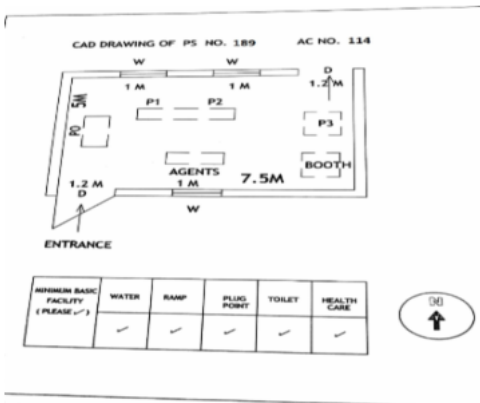 CAD DRAWING OF PS NO. 189 AC NO. 114
W W D
1 M 1 M 1.2 M
5M
P1 P2
P3
PO
AGENTS BOOTH
1.2 M 1 M 7.5M
D
W
ENTRANCE
MINIMUM BASIC FACILITY (PLEASE ✓) WATER RAMP PLUG POINT TOILET HEALTH CARE
✓ ✓ ✓ ✓ ✓
N